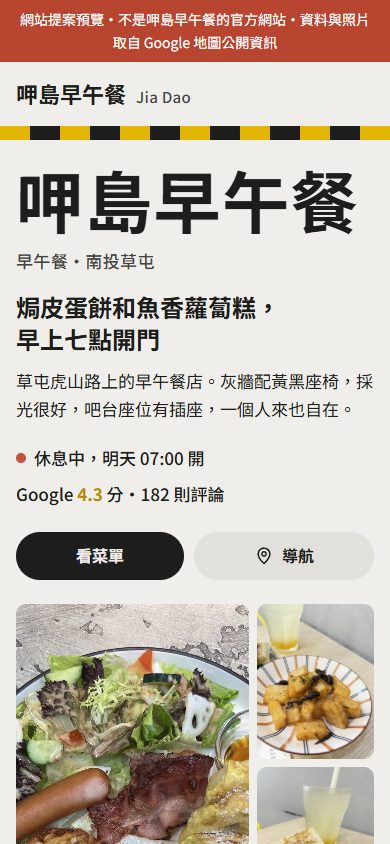 網站提案預覽・不是呷島早午餐的官方網站・資料與照片
取自 Google 地圖公開資訊
呷島早午餐 Jia Dao
呷島早午餐
早午餐・南投草屯
焗皮蛋餅和魚香蘿蔔糕，
早上七點開門
草屯虎山路上的早午餐店。灰牆配黃黑座椅，採
光很好，吧台座位有插座，一個人來也自在。
休息中，明天 07:00 開
Google 4.3 分・182 則評論
看菜單
導航